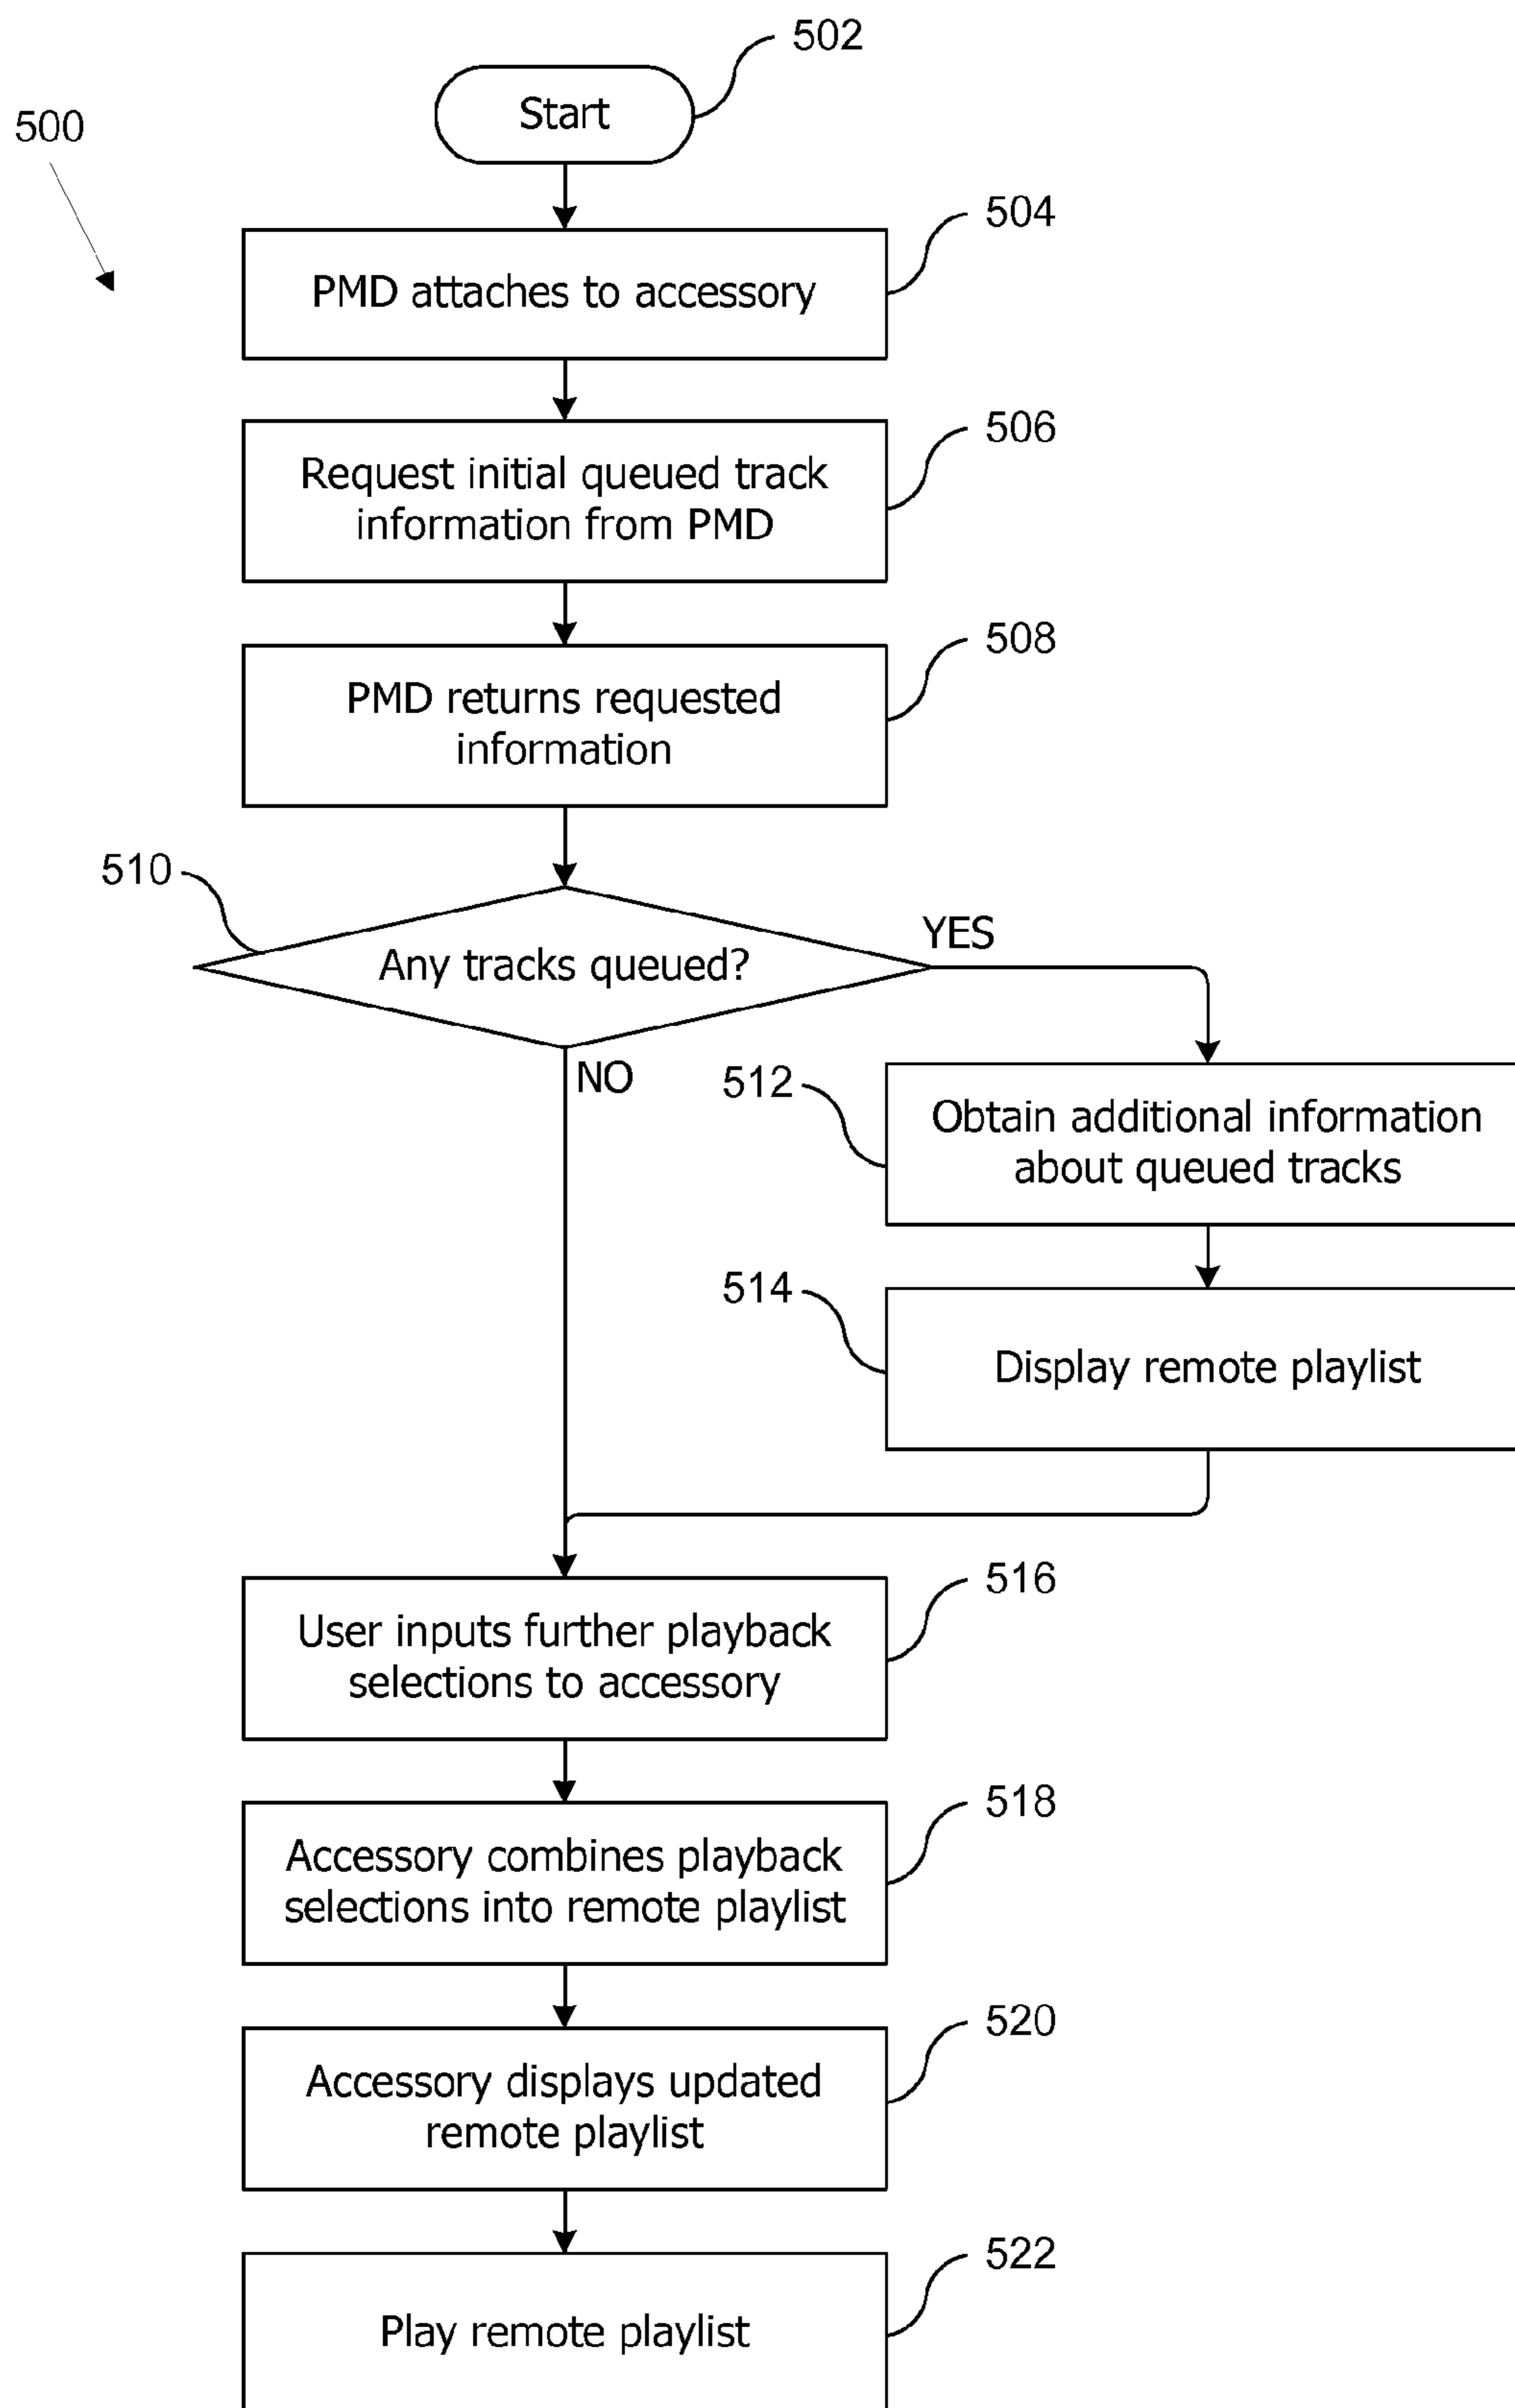 502
Start
500
504
PMD attaches to accessory
506
Request initial queued track
information from PMD
508
PMD returns requested
information
510
YES
Any tracks queued?
NO
512
Obtain additional information
about queued tracks
514
Display remote playlist
516
User inputs further playback
selections to accessory
518
Accessory combines playback
selections into remote playlist
520
Accessory displays updated
remote playlist
522
Play remote playlist